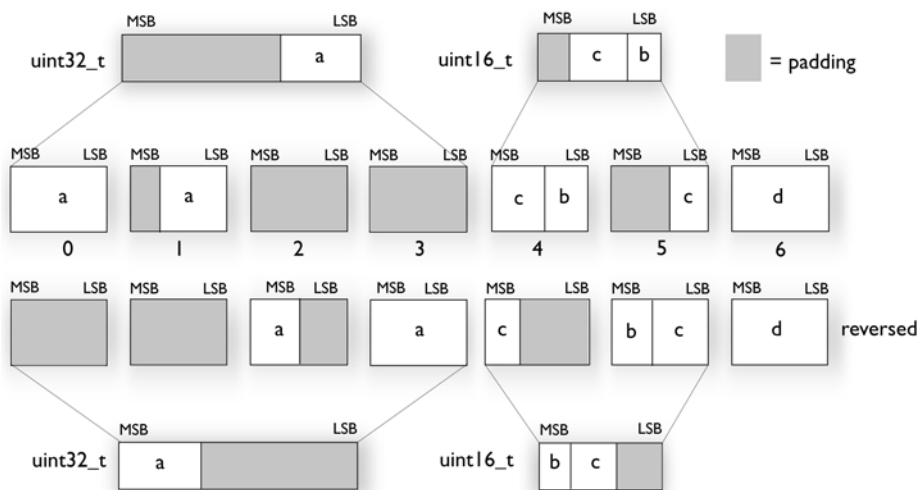 MSB LSB MSB LSB
uint32_t a uint16_t c b = padding
MSB LSB MSB LSB MSB LSB MSB LSB MSB LSB MSB LSB MSB LSB
a a c b c d
0 1 2 3 4 5 6
MSB LSB MSB LSB MSB LSB MSB LSB MSB LSB MSB LSB MSB LSB
a a c b c d reversed
MSB LSB MSB LSB
uint32_t a uint16_t b c